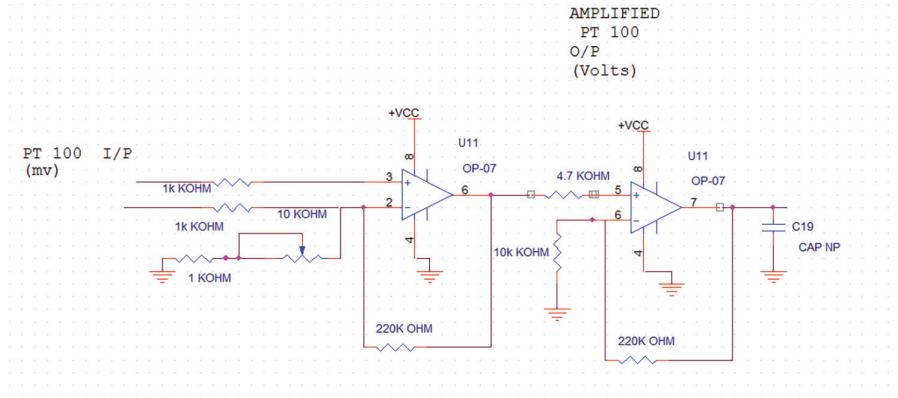 AMPLIFIED
PT 100
O/P
(Volts)
+VCC
U11
OP-07
+VCC
U11
OP-07
PT 100 I/P
(mv)
8
3
+
2
-
6
4
1k KOHM
1k KOHM
10 KOHM
1 KOHM
220K OHM
4.7 KOHM
8
5
+
6
-
7
4
10k KOHM
C19
CAP NP
220K OHM